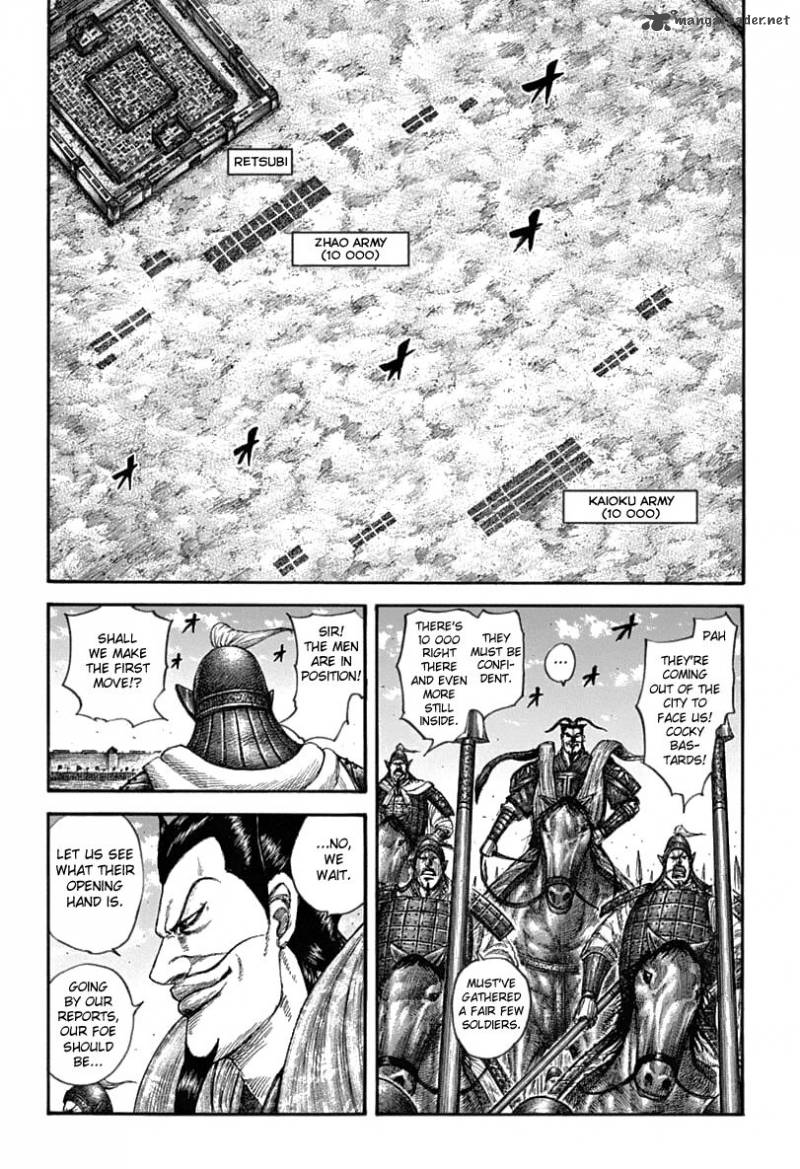 mangareader.net
RETSUBI
ZHAO ARMY
(10 000)
KAIOKU ARMY
(10 000)
PAH
THEY'RE
COMING
OUT OF THE
CITY TO
FACE US!
COCKY
BAS-
TARDS!
...
THEY
MUST BE
CONFI-
DENT.
THERE'S
10 000
RIGHT
THERE
AND EVEN
MORE
STILL
INSIDE.
MUST'VE
GATHERED
A FAIR FEW
SOLDIERS.
SIR!
THE MEN
ARE IN
POSITION!
SHALL
WE MAKE
THE FIRST
MOVE!?
...NO,
WE
WAIT.
LET US SEE
WHAT THEIR
OPENING
HAND IS.
GOING
BY OUR
REPORTS,
OUR FOE
SHOULD
BE...